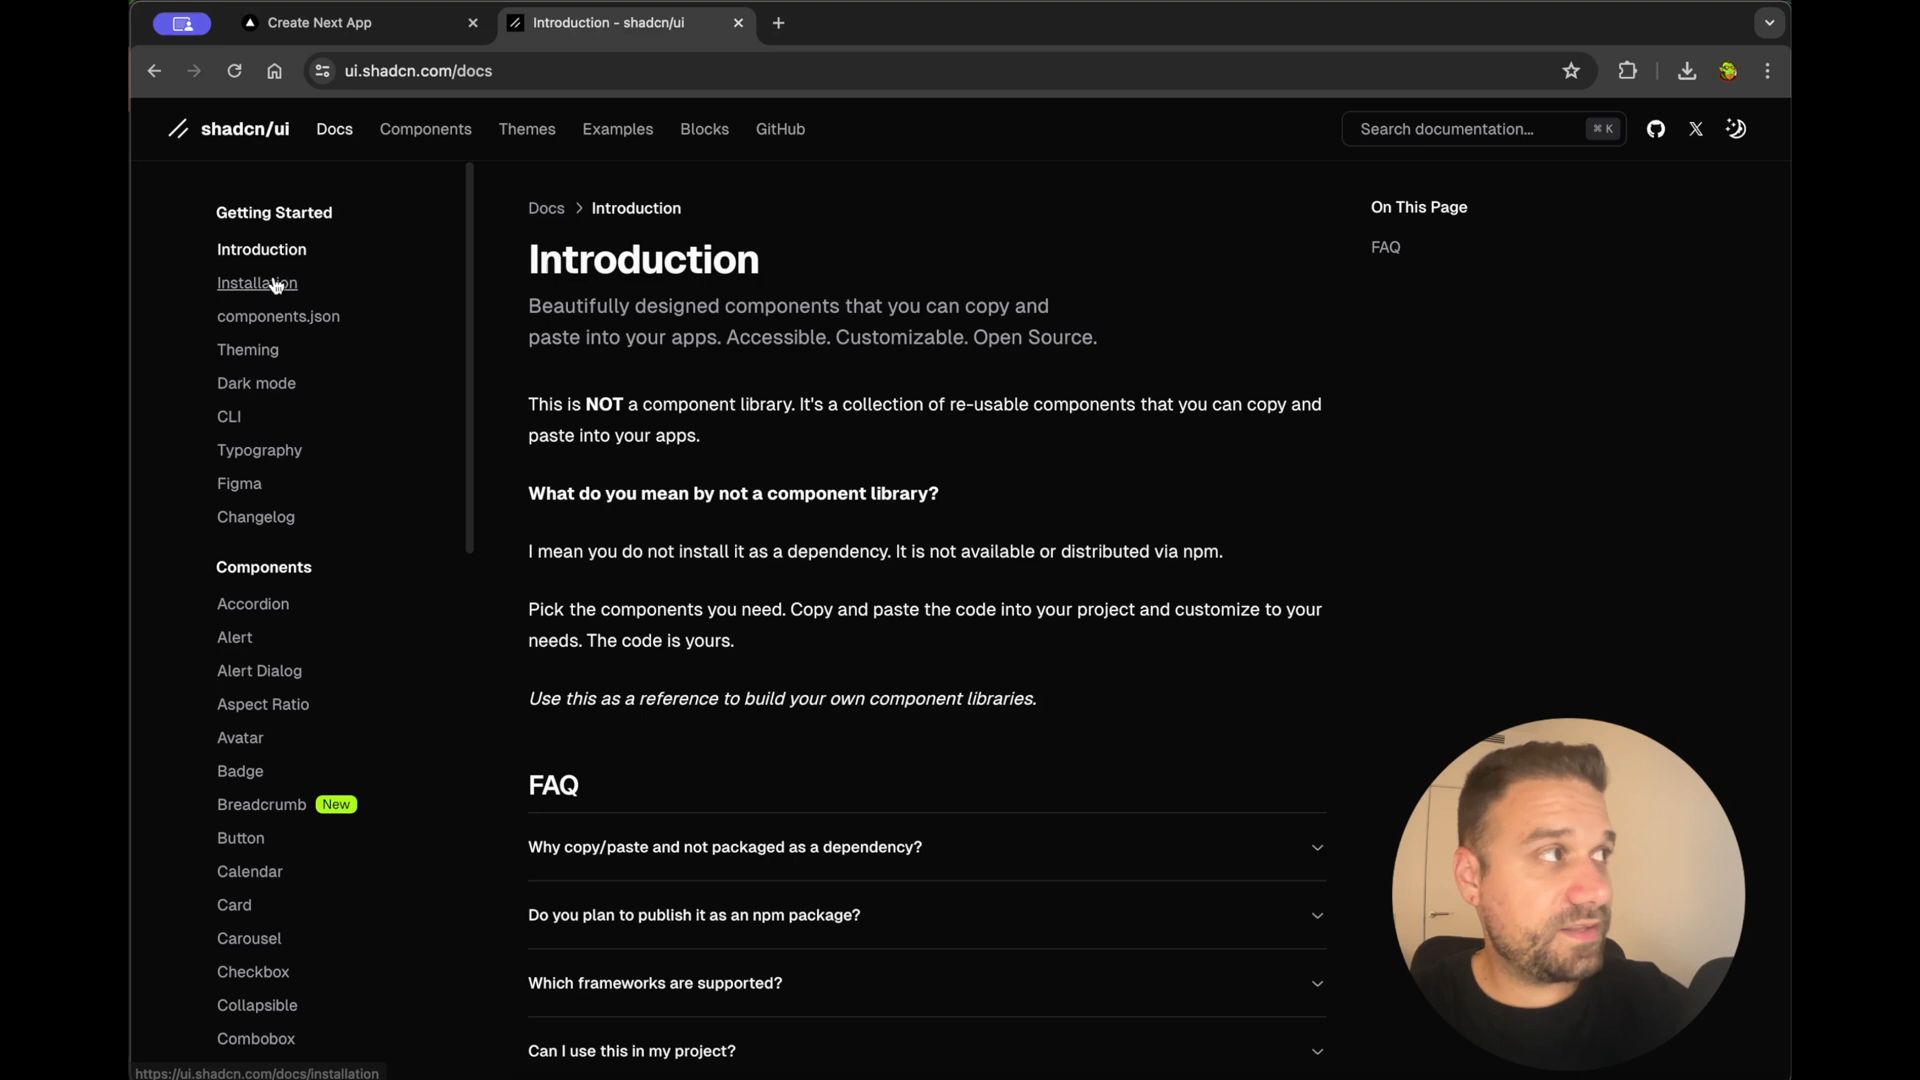 Create Next App
Introduction - shadcn/ui
ui.shadcn.com/docs
shadcn/ui
Docs
Components
Themes
Examples
Blocks
GitHub
Search documentation...
⌘ K
Getting Started
Introduction
Installation
components.json
Theming
Dark mode
CLI
Typography
Figma
Changelog
Components
Accordion
Alert
Alert Dialog
Aspect Ratio
Avatar
Badge
Breadcrumb New
Button
Calendar
Card
Carousel
Checkbox
Collapsible
Combobox
Docs > Introduction
Introduction
Beautifully designed components that you can copy and
paste into your apps. Accessible. Customizable. Open Source.
This is NOT a component library. It's a collection of re-usable components that you can copy and
paste into your apps.
What do you mean by not a component library?
I mean you do not install it as a dependency. It is not available or distributed via npm.
Pick the components you need. Copy and paste the code into your project and customize to your
needs. The code is yours.
Use this as a reference to build your own component libraries.
FAQ
Why copy/paste and not packaged as a dependency?
Do you plan to publish it as an npm package?
Which frameworks are supported?
Can I use this in my project?
On This Page
FAQ
https://ui.shadcn.com/docs/installation